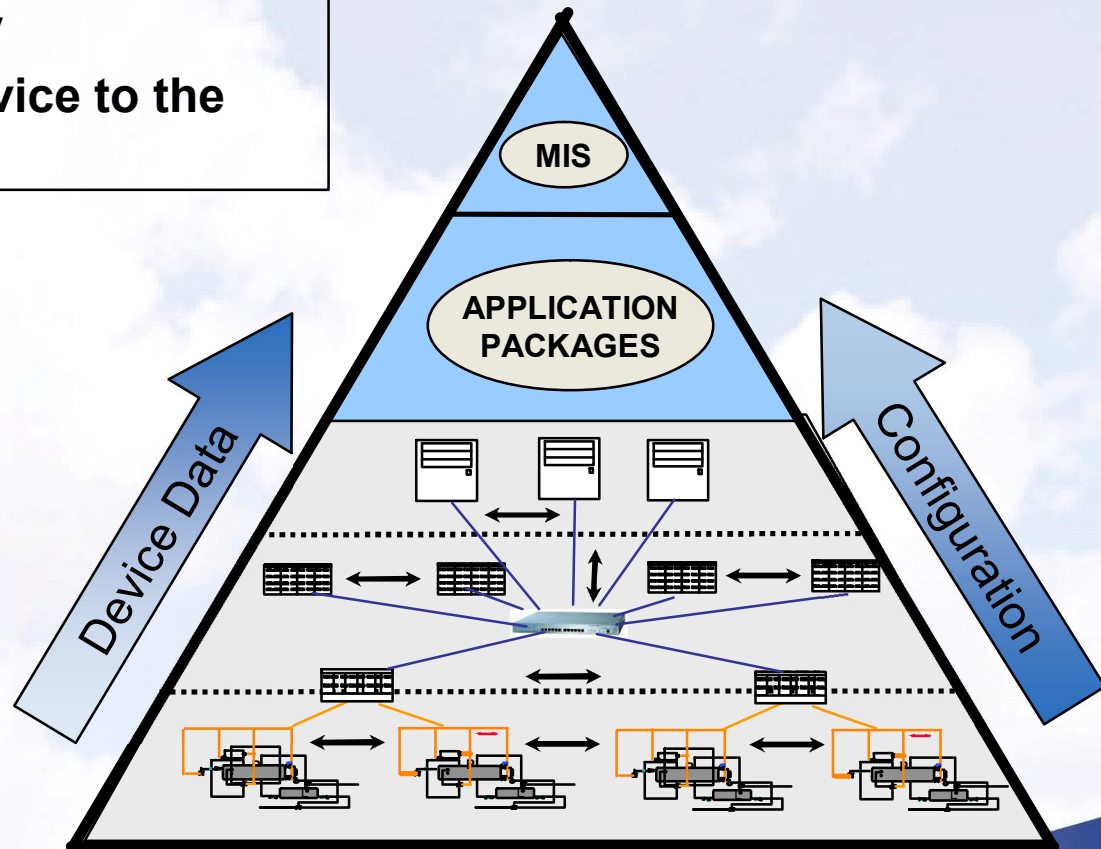 vice to the
MIS
APPLICATION
PACKAGES
Device Data
Configuration